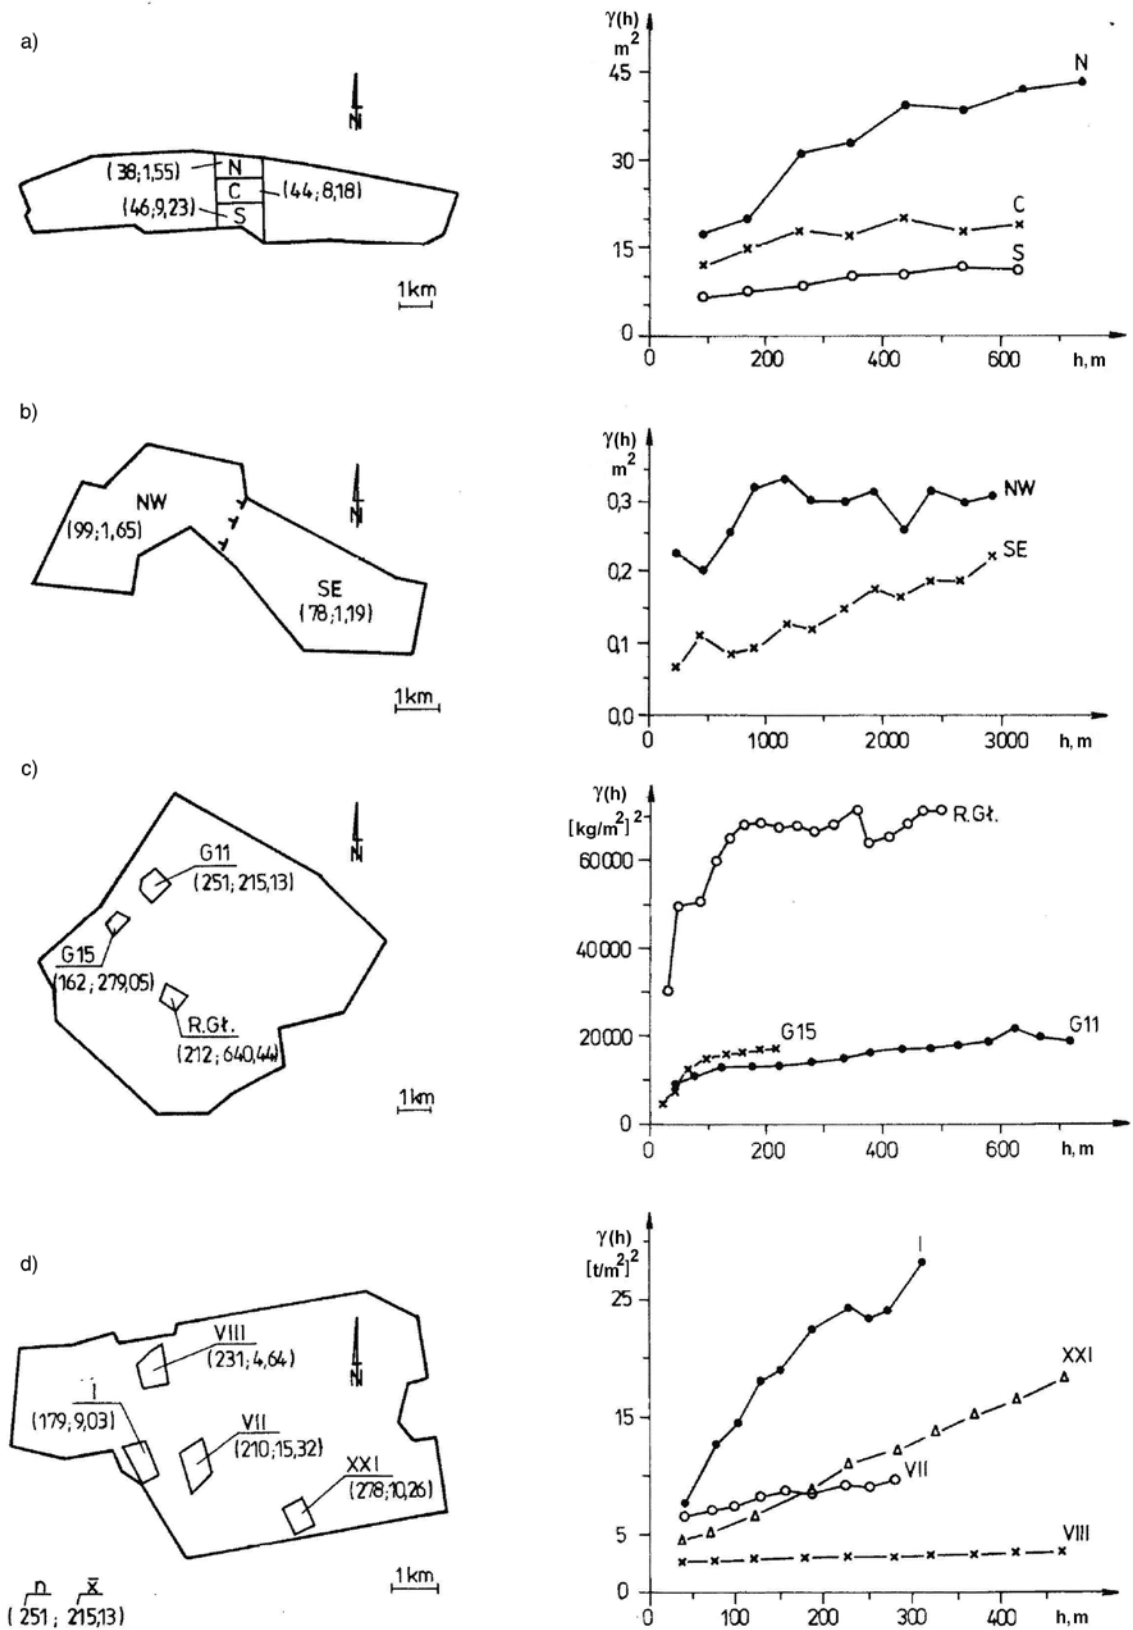 a)
γ(h)
m²
45
30
15
0
0 200 400 600 h, m
N
C
S
N
(38;1,55)
N
C
(44;8,18)
(46;9,23)
S
1km
b)
γ(h)
m²
0,3
0,2
0,1
0,0
0 1000 2000 3000 h, m
NW
SE
N
NW
(99;1,65)
SE
(78;1,19)
1km
c)
γ(h)
[kg/m²]²
60000
40000
20000
0
0 200 400 600 h, m
R.Gł.
G15
G11
N
G11
(251; 215,13)
G15
(162; 279,05)
R.Gł.
(212; 640,44)
1km
d)
γ(h)
[t/m²]²
25
15
5
0
0 100 200 300 400 h, m
I
XXI
VII
VIII
N
VIII
(231; 4,64)
I
(179;9,03)
VII
(210;15,32)
XXI
(278;10,26)
1km
n x̄
(251; 215,13)